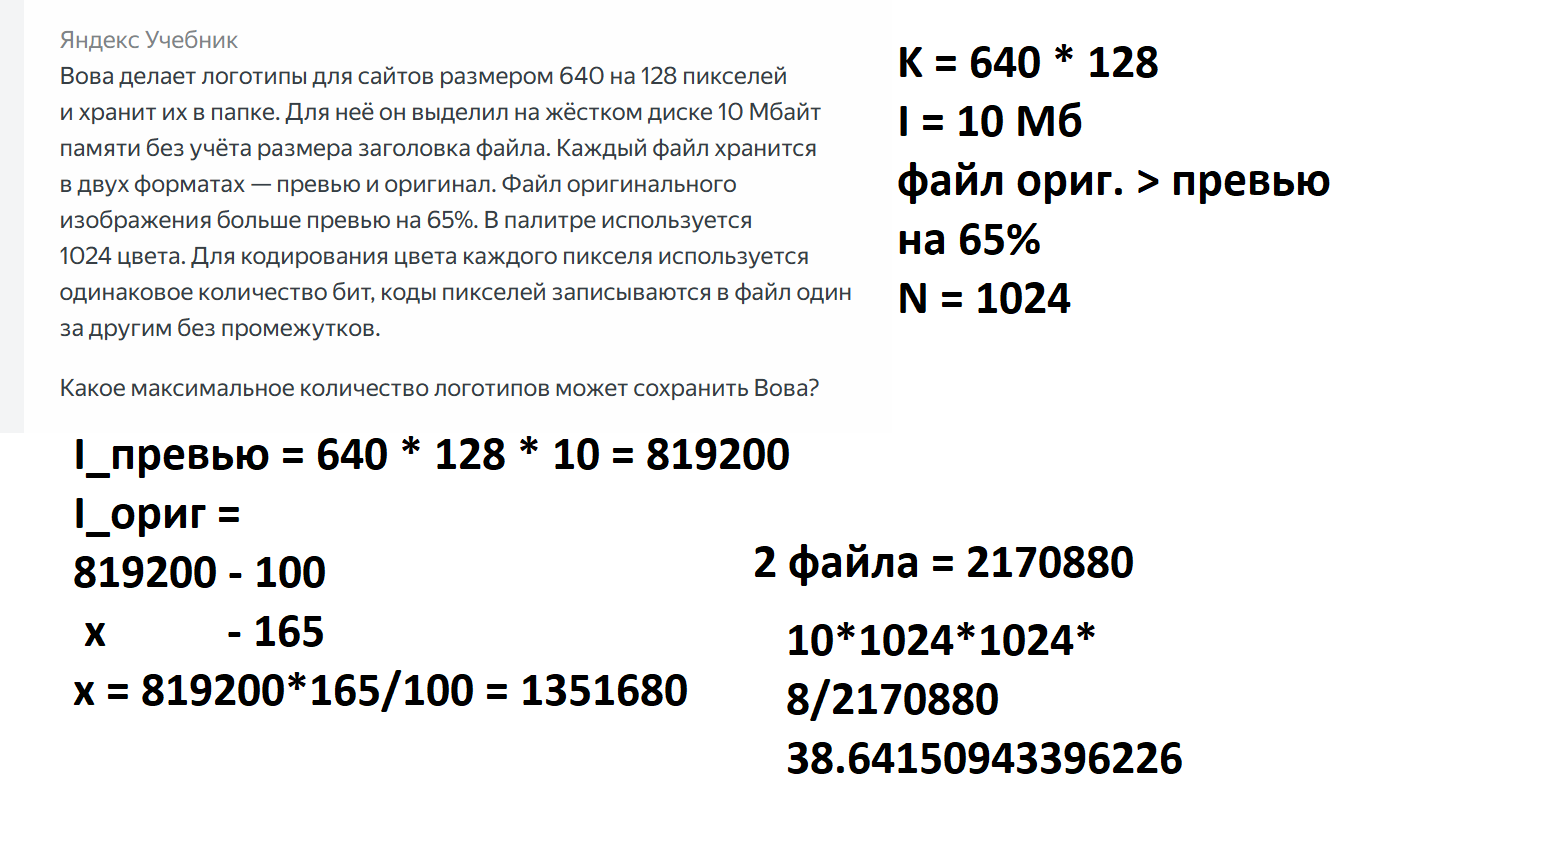 Яндекс Учебник
Вова делает логотипы для сайтов размером 640 на 128 пикселей
и хранит их в папке. Для неё он выделил на жёстком диске 10 Мбайт
памяти без учёта размера заголовка файла. Каждый файл хранится
в двух форматах — превью и оригинал. Файл оригинального
изображения больше превью на 65%. В палитре используется
1024 цвета. Для кодирования цвета каждого пикселя используется
одинаковое количество бит, коды пикселей записываются в файл один
за другим без промежутков.
Какое максимальное количество логотипов может сохранить Вова?
K = 640 * 128
I = 10 Мб
файл ориг. > превью
на 65%
N = 1024
I_превью = 640 * 128 * 10 = 819200
I_ориг =
819200 - 100
x - 165
x = 819200*165/100 = 1351680
2 файла = 2170880
10*1024*1024*
8/2170880
38.64150943396226